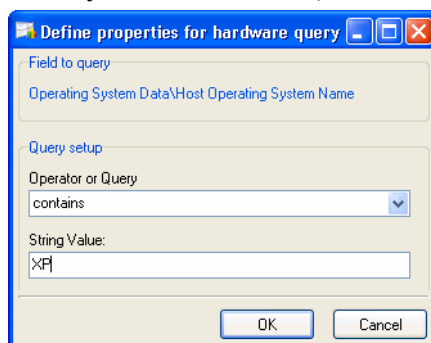 Define properties for hardware query
Field to query
Operating System Data\Host Operating System Name
Query setup
Operator or Query
contains
String Value:
XP
OK
Cancel